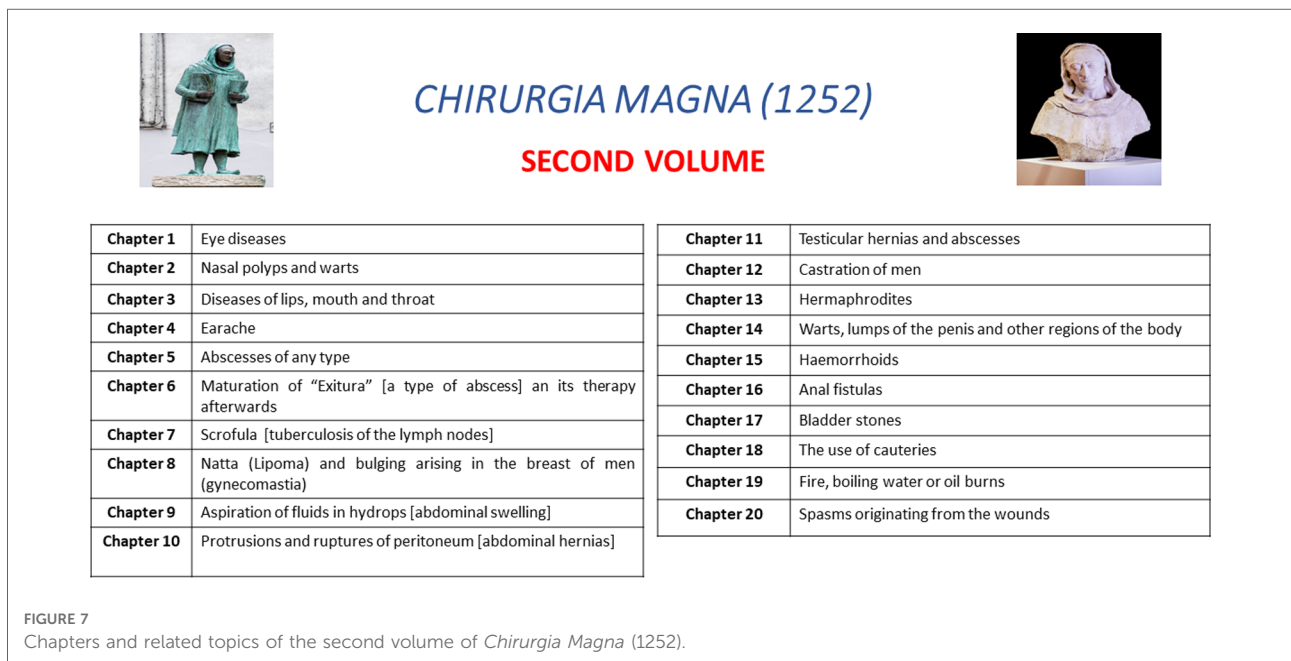 CHIRURGIA MAGNA (1252)
SECOND VOLUME
Chapter 1 Eye diseases
Chapter 2 Nasal polyps and warts
Chapter 3 Diseases of lips, mouth and throat
Chapter 4 Earache
Chapter 5 Abscesses of any type
Chapter 6 Maturation of “Exitura” [a type of abscess] an its therapy
afterwards
Chapter 7 Scrofula [tuberculosis of the lymph nodes]
Chapter 8 Natta (Lipoma) and bulging arising in the breast of men
(gynecomastia)
Chapter 9 Aspiration of fluids in hydrops [abdominal swelling]
Chapter 10 Protrusions and ruptures of peritoneum [abdominal hernias]
Chapter 11 Testicular hernias and abscesses
Chapter 12 Castration of men
Chapter 13 Hermaphrodites
Chapter 14 Warts, lumps of the penis and other regions of the body
Chapter 15 Haemorrhoids
Chapter 16 Anal fistulas
Chapter 17 Bladder stones
Chapter 18 The use of cauteries
Chapter 19 Fire, boiling water or oil burns
Chapter 20 Spasms originating from the wounds
FIGURE 7
Chapters and related topics of the second volume of Chirurgia Magna (1252).